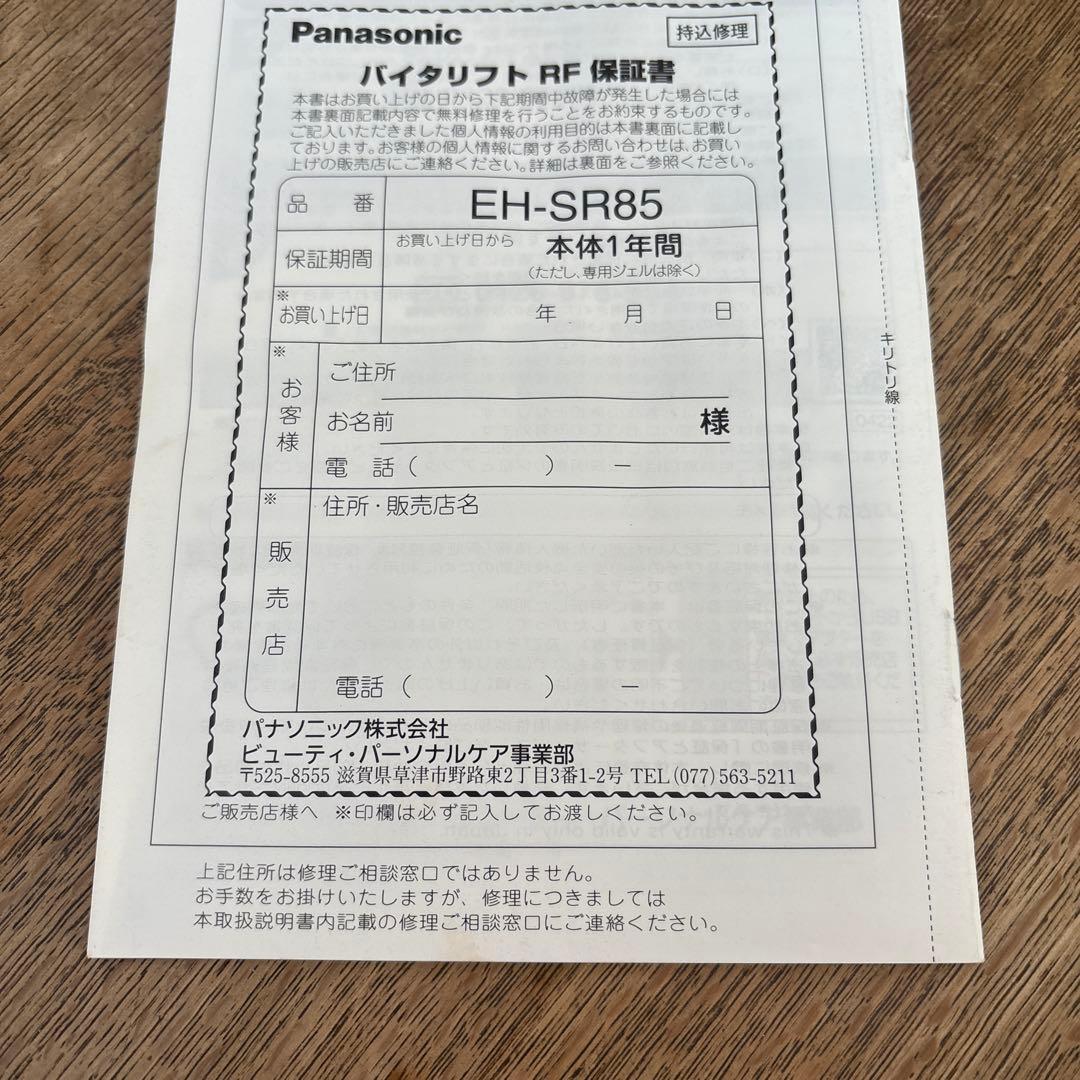 Panasonic
持込修理
バイタリフト RF 保証書
本書はお買い上げの日から下記期間中故障が発生した場合には
本書裏面記載内容で無料修理を行うことをお約束するものです。
ご記入いただきました個人情報の利用目的は本書裏面に記載し
ております。お客様の個人情報に関するお問い合わせは、お買い
上げの販売店にご連絡ください。詳細は裏面をご参照ください。
品 番 EH-SR85
保証期間 お買い上げ日から 本体1年間
(ただし、専用ジェルは除く)
※
お買い上げ日 年 月 日
※
お客様
ご住所
お名前 様
電 話( ) ー
※
販売店
住所・販売店名
電話( ) ー
パナソニック株式会社
ビューティ・パーソナルケア事業部
〒525-8555 滋賀県草津市野路東2丁目3番1-2号 TEL (077) 563-5211
ご販売店様へ ※印欄は必ず記入してお渡しください。
上記住所は修理ご相談窓口ではありません。
お手数をお掛けいたしますが、修理につきましては
本取扱説明書内記載の修理ご相談窓口にご連絡ください。
キリトリ線